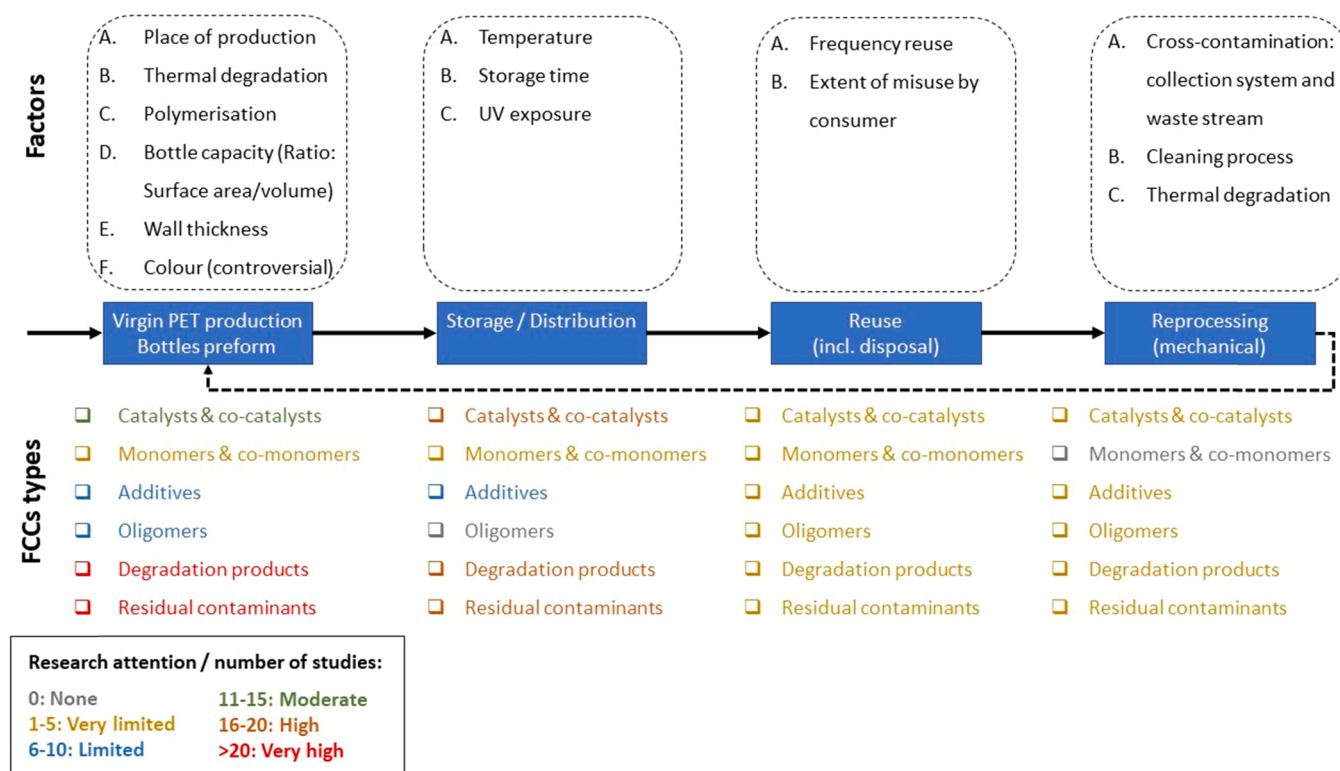 Factors
A. Place of production
B. Thermal degradation
C. Polymerisation
D. Bottle capacity (Ratio:
Surface area/volume)
E. Wall thickness
F. Colour (controversial)
A. Temperature
B. Storage time
C. UV exposure
A. Frequency reuse
B. Extent of misuse by
consumer
A. Cross-contamination:
collection system and
waste stream
B. Cleaning process
C. Thermal degradation
Virgin PET production
Bottles preform
Storage / Distribution
Reuse
(incl. disposal)
Reprocessing
(mechanical)
FCCs types
❑ Catalysts & co-catalysts
❑ Monomers & co-monomers
❑ Additives
❑ Oligomers
❑ Degradation products
❑ Residual contaminants
❑ Catalysts & co-catalysts
❑ Monomers & co-monomers
❑ Additives
❑ Oligomers
❑ Degradation products
❑ Residual contaminants
❑ Catalysts & co-catalysts
❑ Monomers & co-monomers
❑ Additives
❑ Oligomers
❑ Degradation products
❑ Residual contaminants
❑ Catalysts & co-catalysts
❑ Monomers & co-monomers
❑ Additives
❑ Oligomers
❑ Degradation products
❑ Residual contaminants
Research attention / number of studies:
0: None
1-5: Very limited
6-10: Limited
11-15: Moderate
16-20: High
>20: Very high